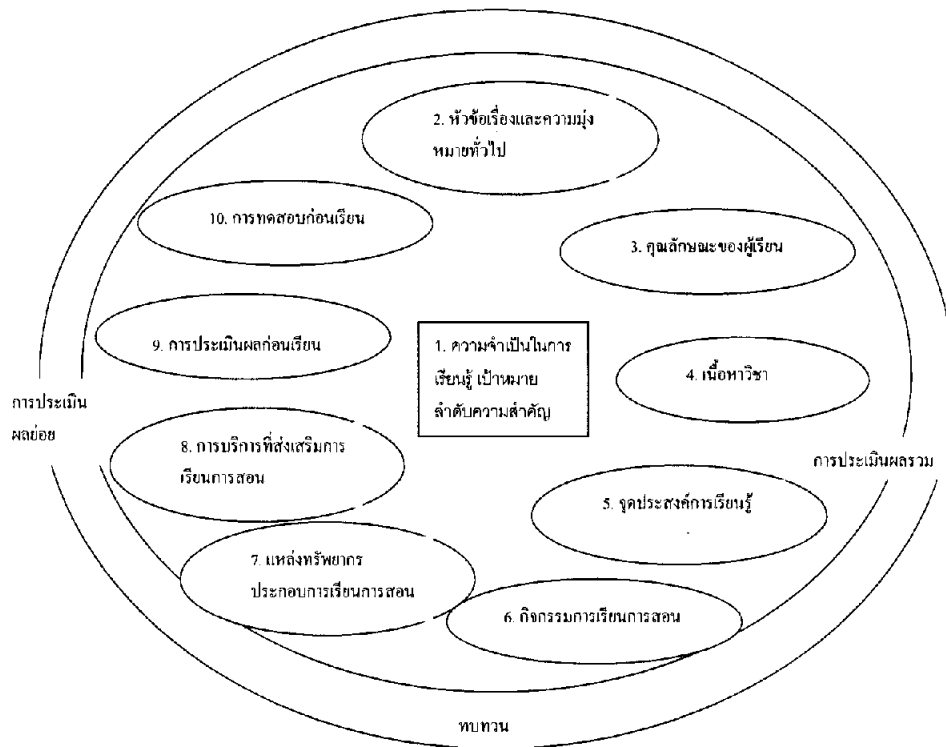 2. หัวข้อเรื่องและความมุ่ง
หมายทั่วไป
10. การทดสอบก่อนเรียน
3. คุณลักษณะของผู้เรียน
9. การประเมินผลก่อนเรียน
1. ความจำเป็นในการ
เรียนรู้ เป้าหมาย
ลำดับความสำคัญ
4. เนื้อหาวิชา
การประเมิน
ผลย่อย
8. การบริการที่ส่งเสริมการ
เรียนการสอน
การประเมินผลรวม
5. จุดประสงค์การเรียนรู้
7. แหล่งทรัพยากร
ประกอบการเรียนการสอน
6. กิจกรรมการเรียนการสอน
ทบทวน